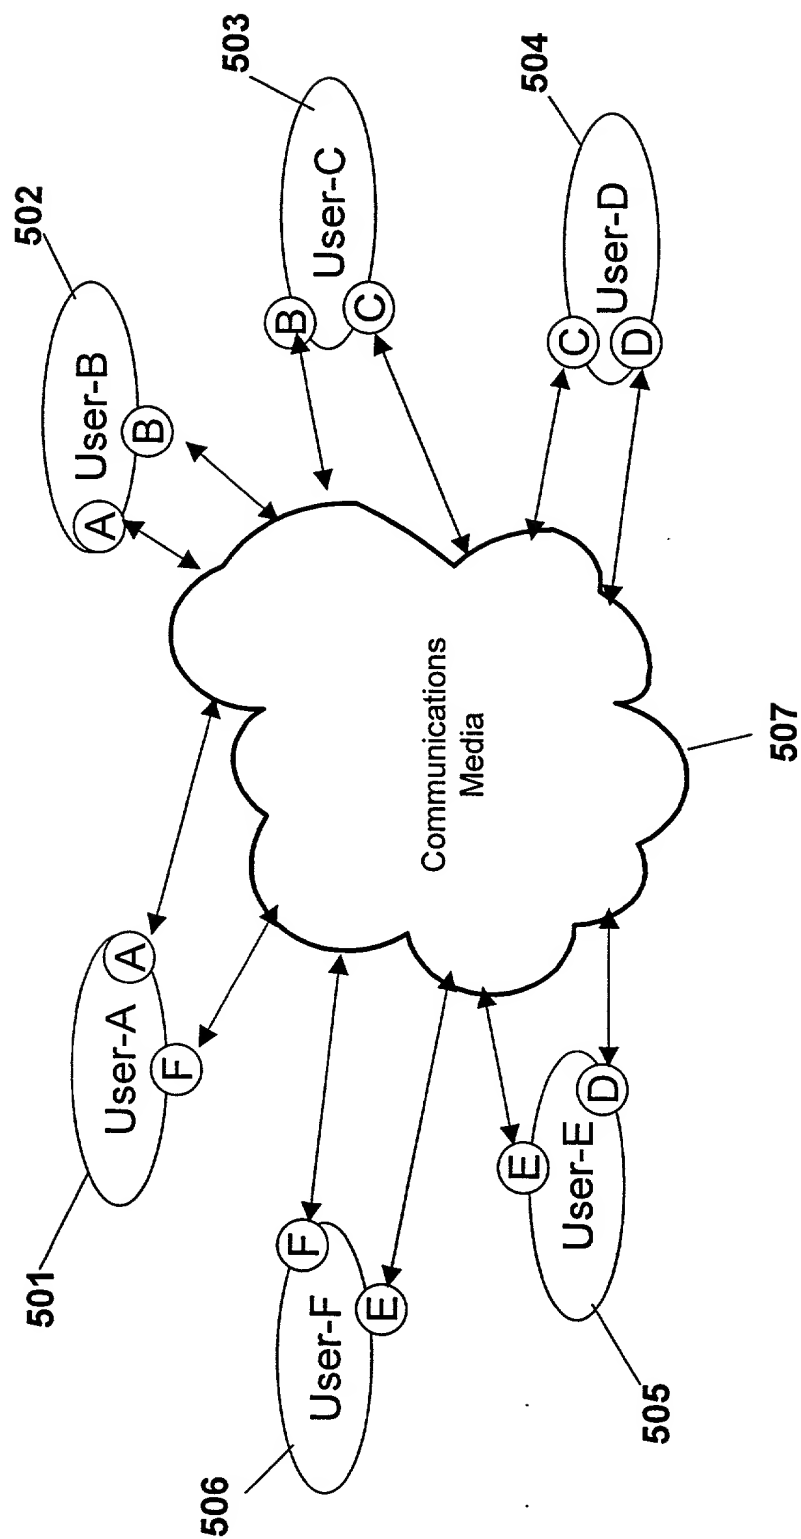 501
User-A
F
A
502
User-B
A
B
503
User-C
B
C
504
User-D
C
D
505
User-E
E
D
506
User-F
F
E
Communications
Media
507